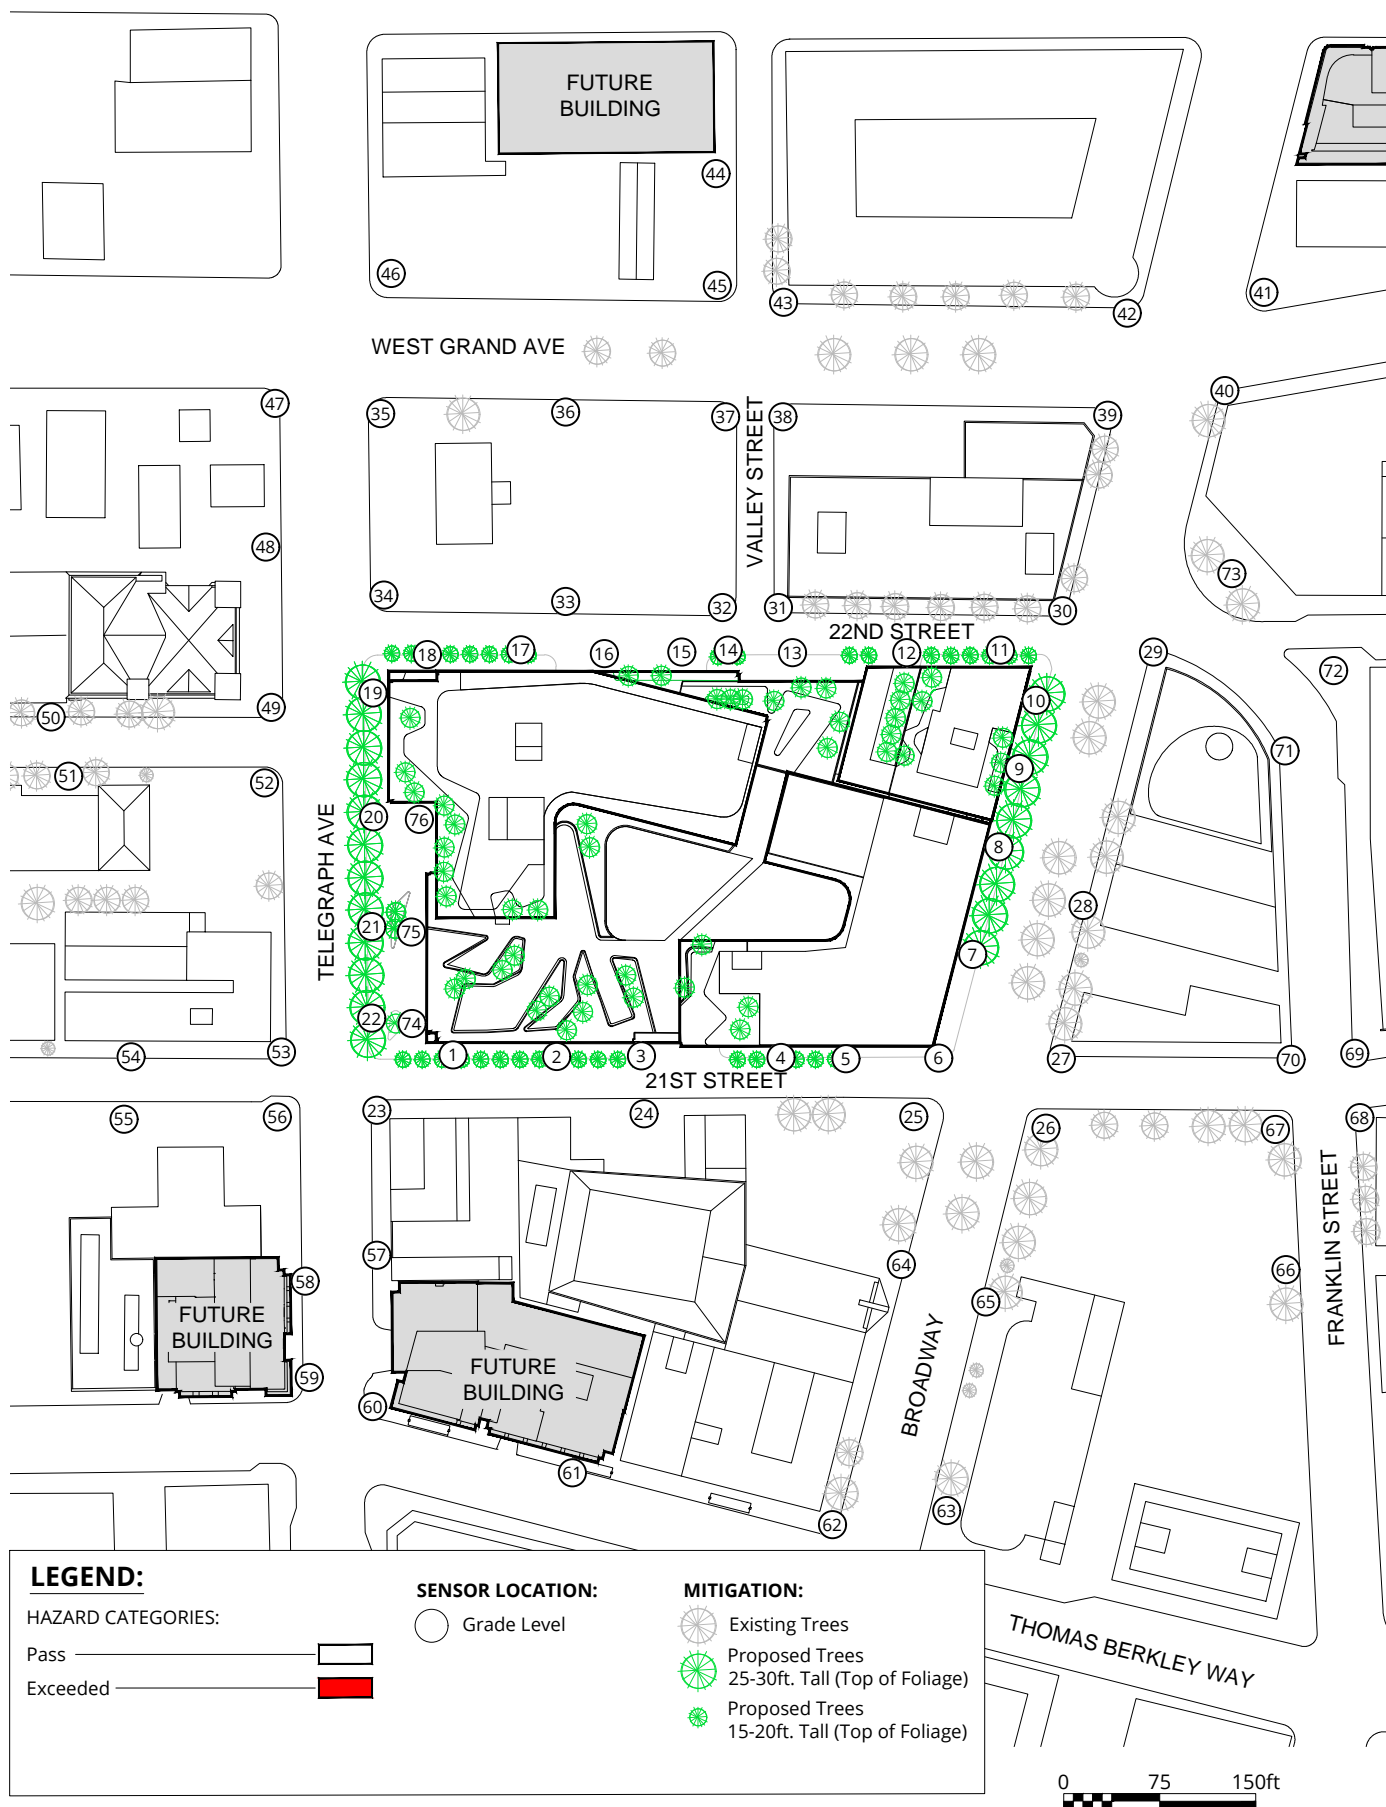 FUTURE
BUILDING
44
46
45
43
42
41
WEST GRAND AVE
47
35
36
37
38
39
40
VALLEY STREET
48
34
33
32
31
30
73
22ND STREET
18
17
16
15
14
13
12
11
29
72
19
10
49
50
51
52
9
71
TELEGRAPH AVE
20
76
8
21
75
28
7
22
74
54
53
1
2
3
4
5
6
27
70
69
21ST STREET
55
56
23
24
25
26
67
68
FRANKLIN STREET
57
58
64
66
65
FUTURE
BUILDING
BROADWAY
59
FUTURE
BUILDING
60
61
62
63
THOMAS BERKLEY WAY
LEGEND:
HAZARD CATEGORIES:
Pass
Exceeded
SENSOR LOCATION:
Grade Level
MITIGATION:
Existing Trees
Proposed Trees
25-30ft. Tall (Top of Foliage)
Proposed Trees
15-20ft. Tall (Top of Foliage)
0 75 150ft